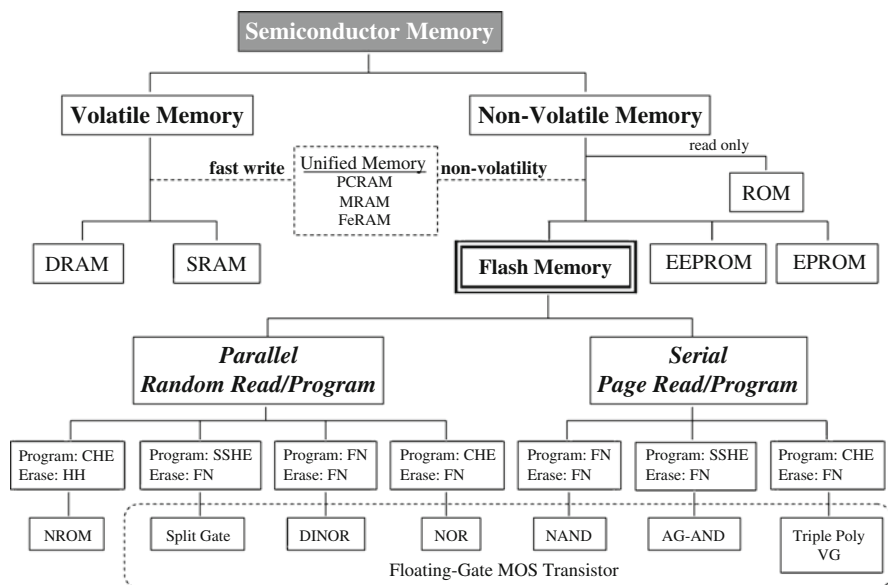 Semiconductor Memory
Volatile Memory
Non-Volatile Memory
read only
fast write
Unified Memory
PCRAM
MRAM
FeRAM
non-volatility
ROM
DRAM
SRAM
Flash Memory
EEPROM
EPROM
Parallel
Random Read/Program
Serial
Page Read/Program
Program: CHE
Erase: HH
Program: SSHE
Erase: FN
Program: FN
Erase: FN
Program: CHE
Erase: FN
Program: FN
Erase: FN
Program: SSHE
Erase: FN
Program: CHE
Erase: FN
NROM
Split Gate
DINOR
NOR
NAND
AG-AND
Triple Poly
VG
Floating-Gate MOS Transistor